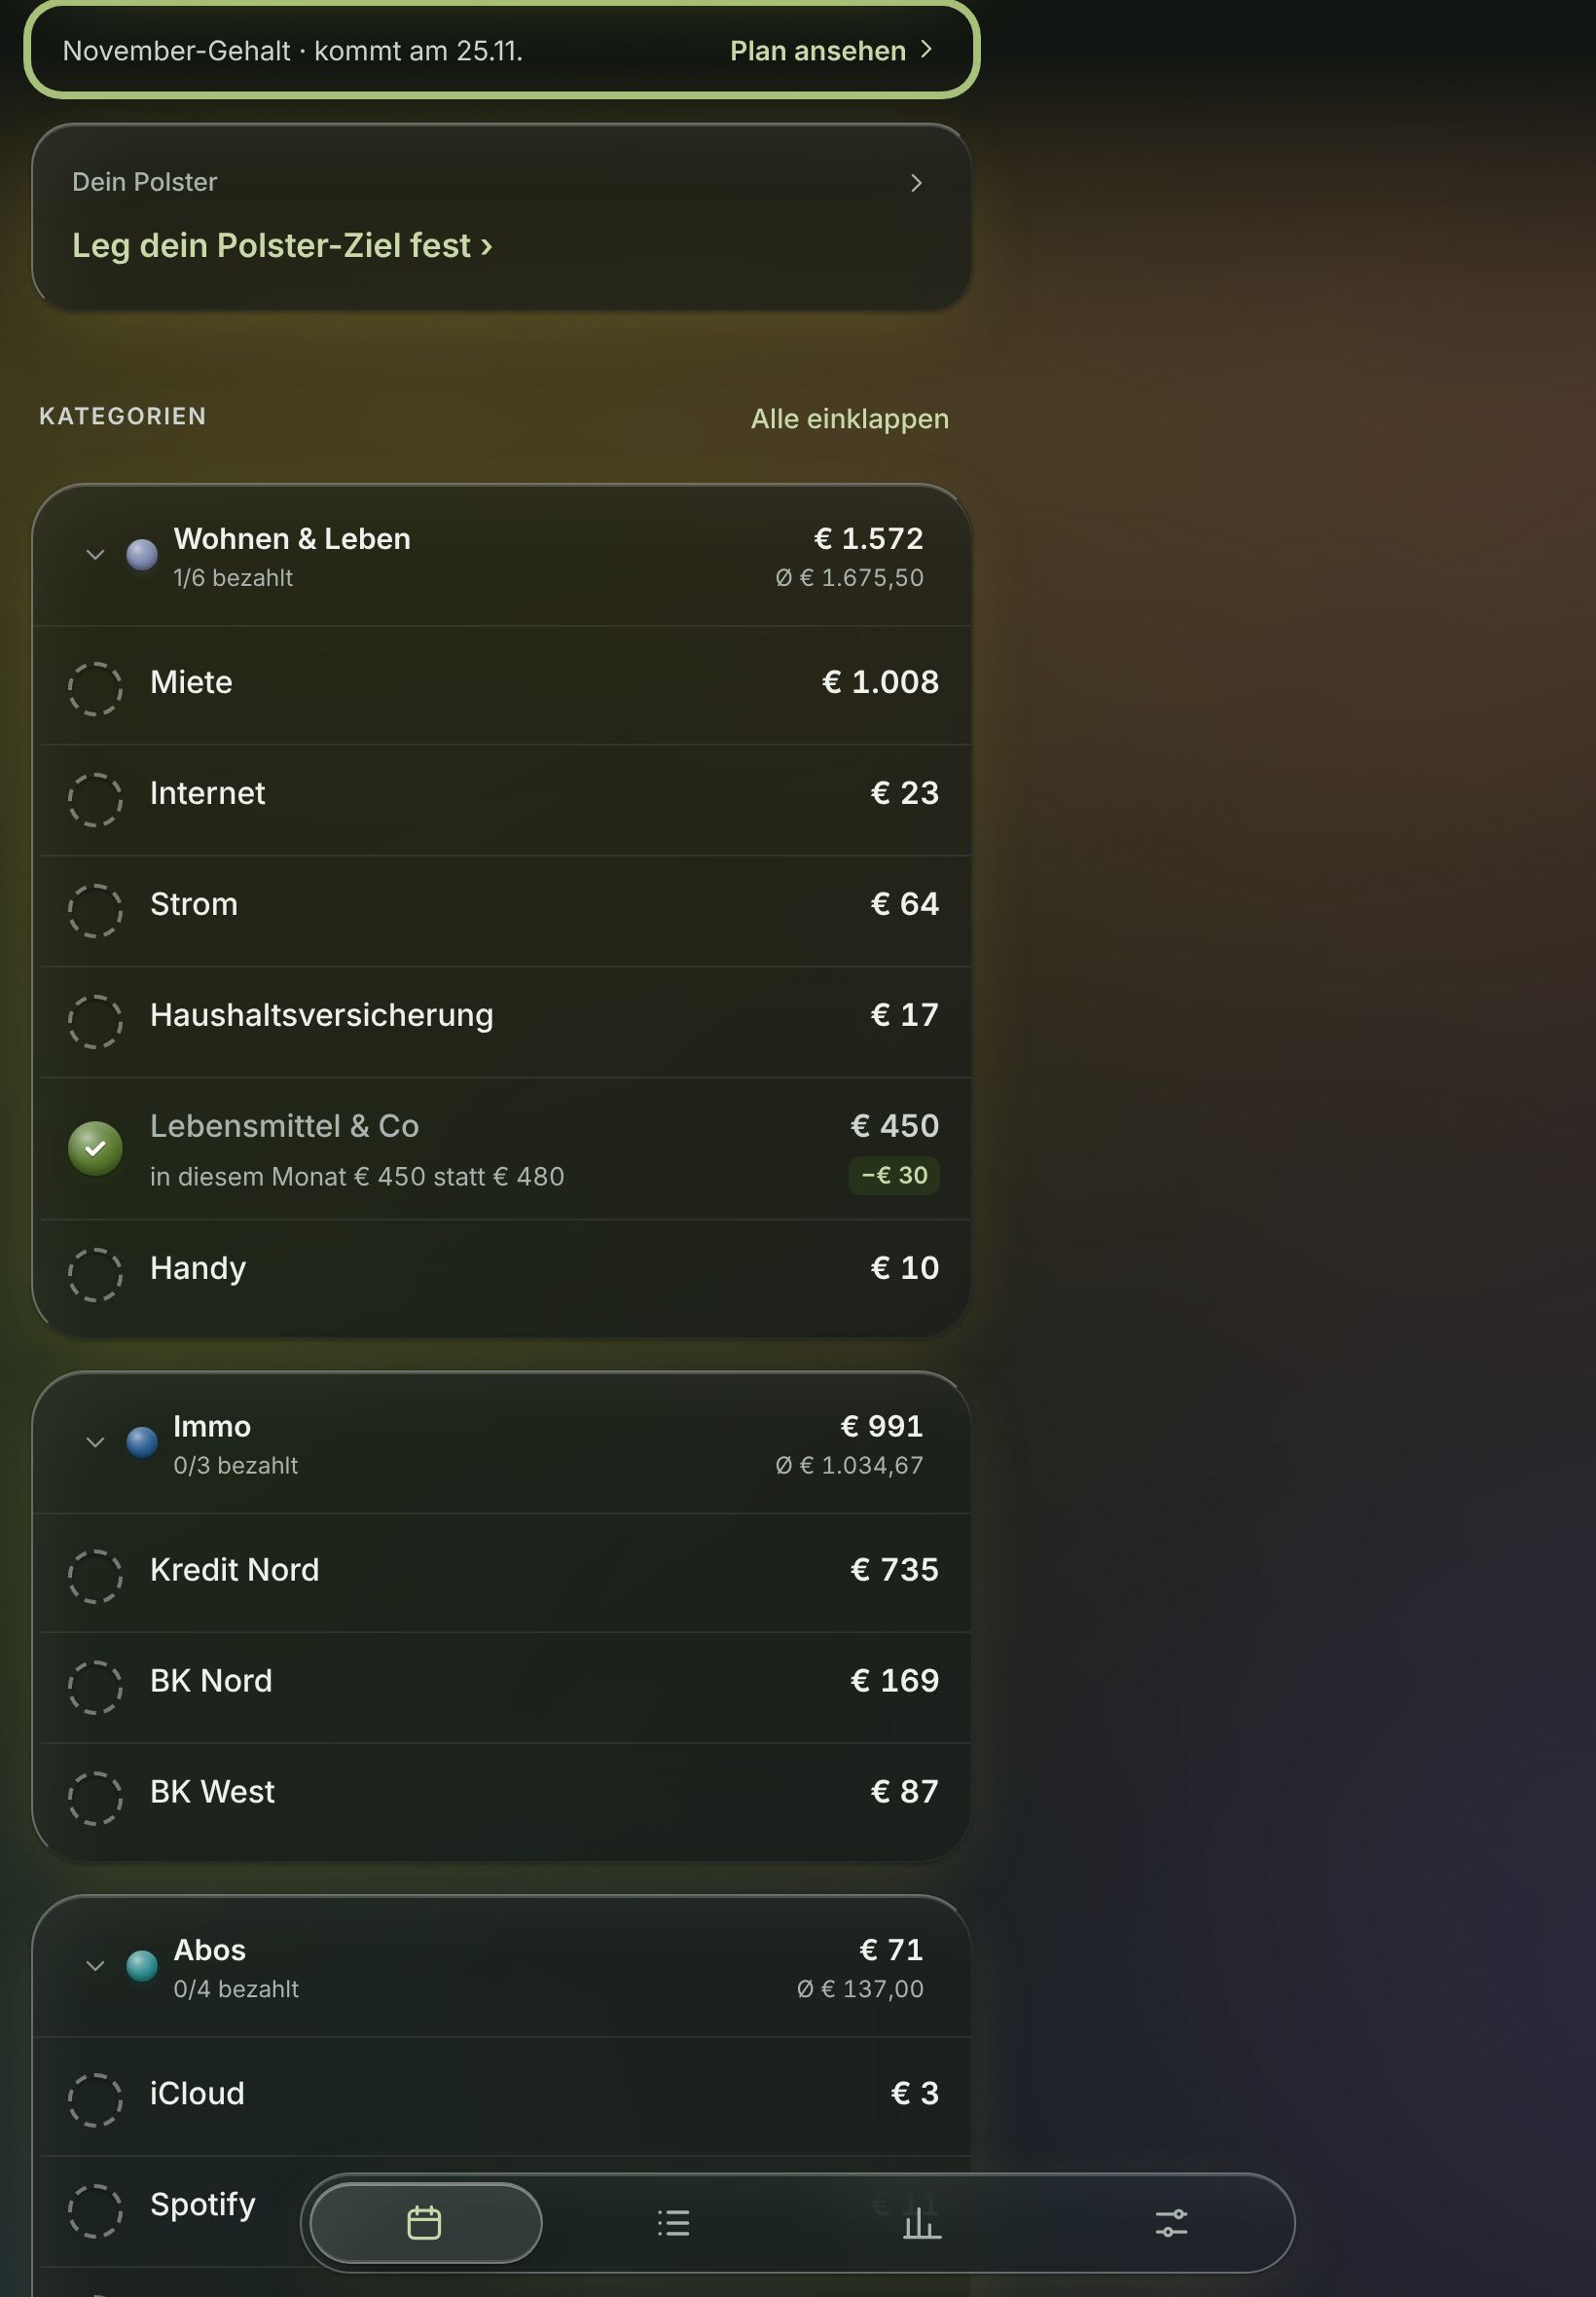 November-Gehalt · kommt am 25.11. Plan ansehen
Dein Polster
Leg dein Polster-Ziel fest ›
KATEGORIEN Alle einklappen
Wohnen & Leben € 1.572
1/6 bezahlt Ø € 1.675,50
Miete € 1.008
Internet € 23
Strom € 64
Haushaltsversicherung € 17
Lebensmittel & Co € 450
in diesem Monat € 450 statt € 480 −€ 30
Handy € 10
Immo € 991
0/3 bezahlt Ø € 1.034,67
Kredit Nord € 735
BK Nord € 169
BK West € 87
Abos € 71
0/4 bezahlt Ø € 137,00
iCloud € 3
Spotify